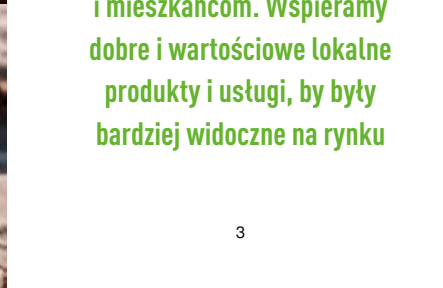 i mieszkańcom. Wspieramy
dobre i wartościowe lokalne
produkty i usługi, by były
bardziej widoczne na rynku
3